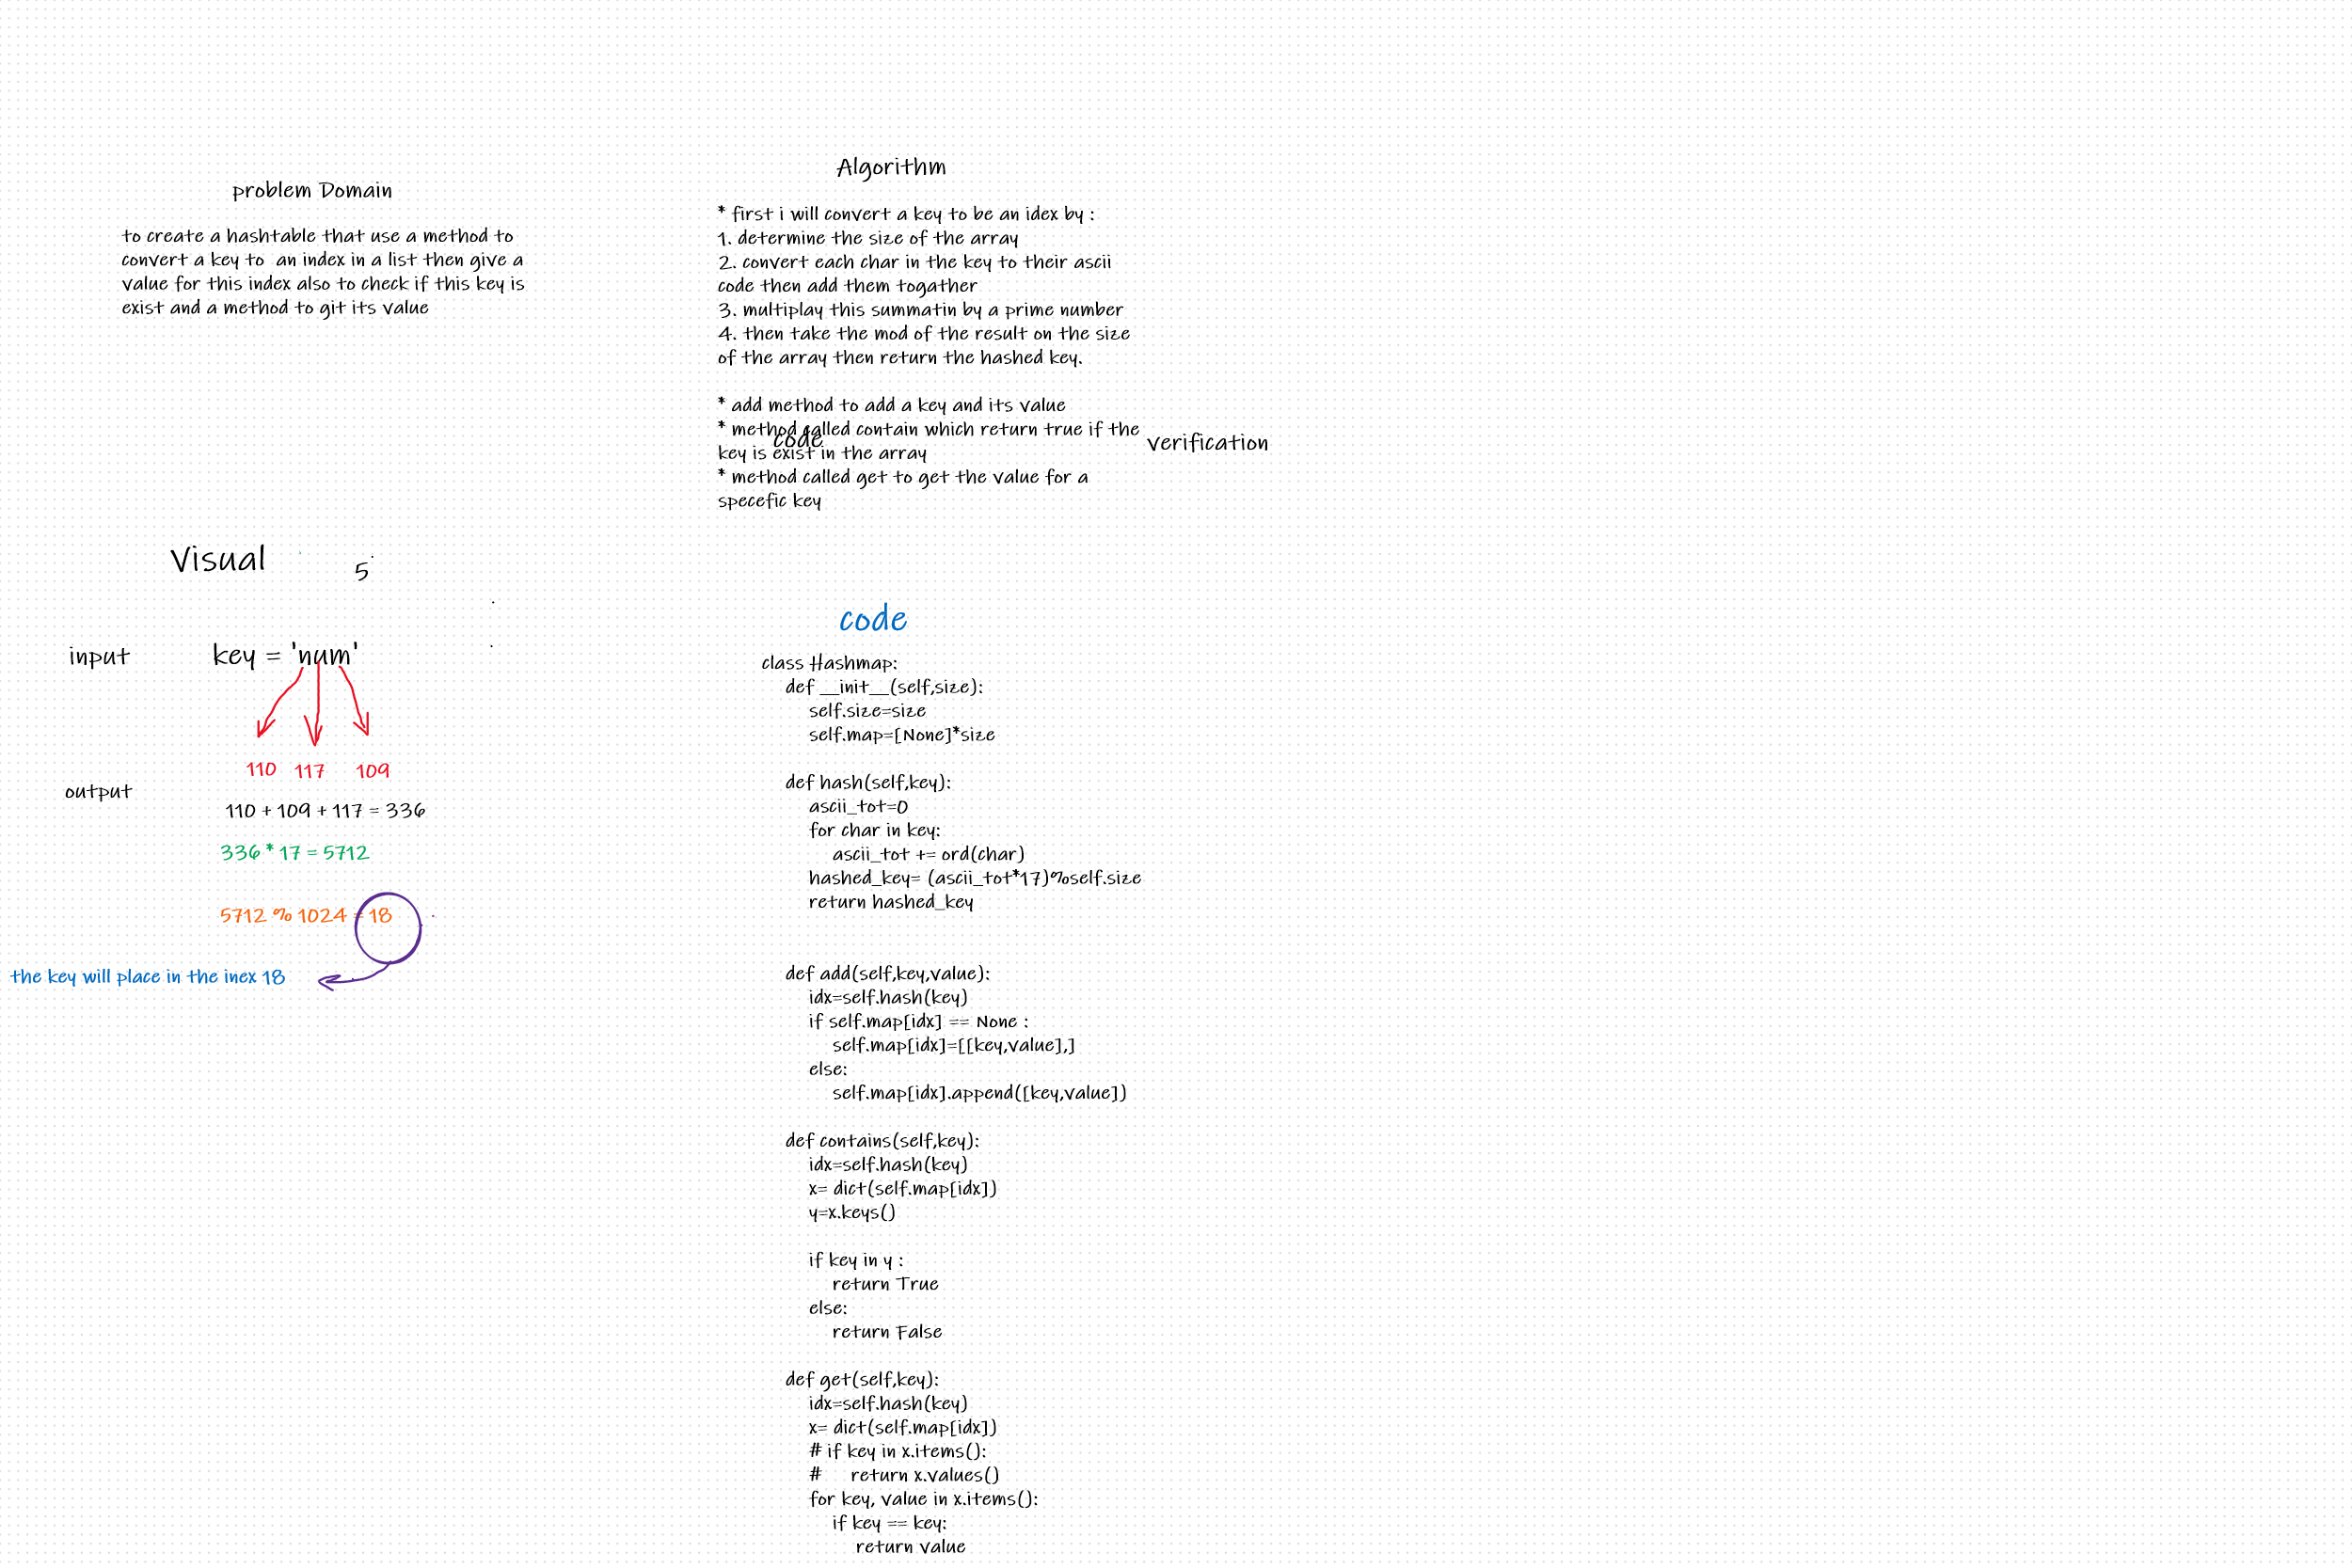 problem Domain
to create a hashtable that use a method to
convert a key to  an index in a list then give a
value for this index also to check if this key is
exist and a method to git its value
Algorithm
* first i will convert a key to be an idex by :
1. determine the size of the array
2. convert each char in the key to their ascii
code then add them togather
3. multiplay this summatin by a prime number
4. then take the mod of the result on the size
of the array then return the hashed key.
* add method to add a key and its value
* method called contain which return true if the
key is exist in the array
* method called get to get the value for a
specefic key
code
verification
Visual
5
input
key = 'num'
110 117 109
output
110 + 109 + 117 = 336
336 * 17 = 5712
5712 % 1024 = 18
the key will place in the inex 18
code
class Hashmap:
def __init__(self,size):
self.size=size
self.map=[None]*size
def hash(self,key):
ascii_tot=0
for char in key:
ascii_tot += ord(char)
hashed_key= (ascii_tot*17)%self.size
return hashed_key
def add(self,key,value):
idx=self.hash(key)
if self.map[idx] == None :
self.map[idx]=[[key,value],]
else:
self.map[idx].append([key,value])
def contains(self,key):
idx=self.hash(key)
x= dict(self.map[idx])
y=x.keys()
if key in y :
return True
else:
return False
def get(self,key):
idx=self.hash(key)
x= dict(self.map[idx])
# if key in x.items():
#     return x.values()
for key, value in x.items():
if key == key:
return value